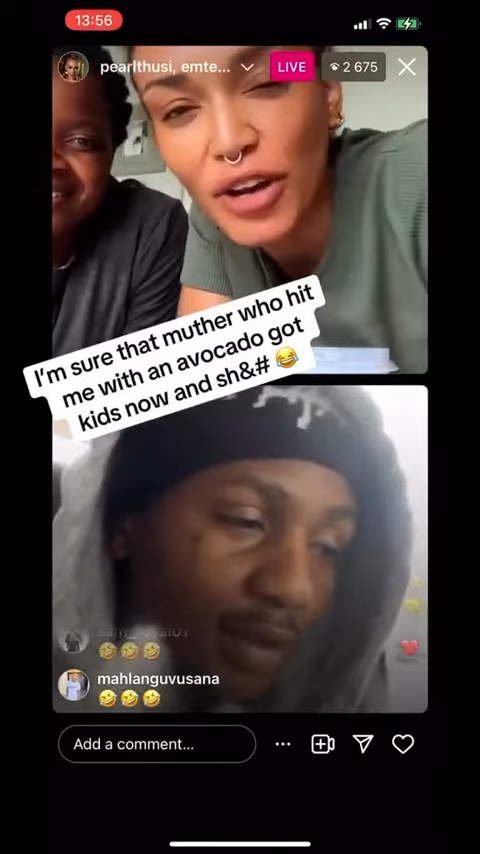 13:56
pearlthusi, emte...
LIVE
2 675
I'm sure that muther who hit
me with an avocado got
kids now and sh&# 😂
🤣🤣🤣
mahlanguvusana
🤣🤣🤣
Add a comment...